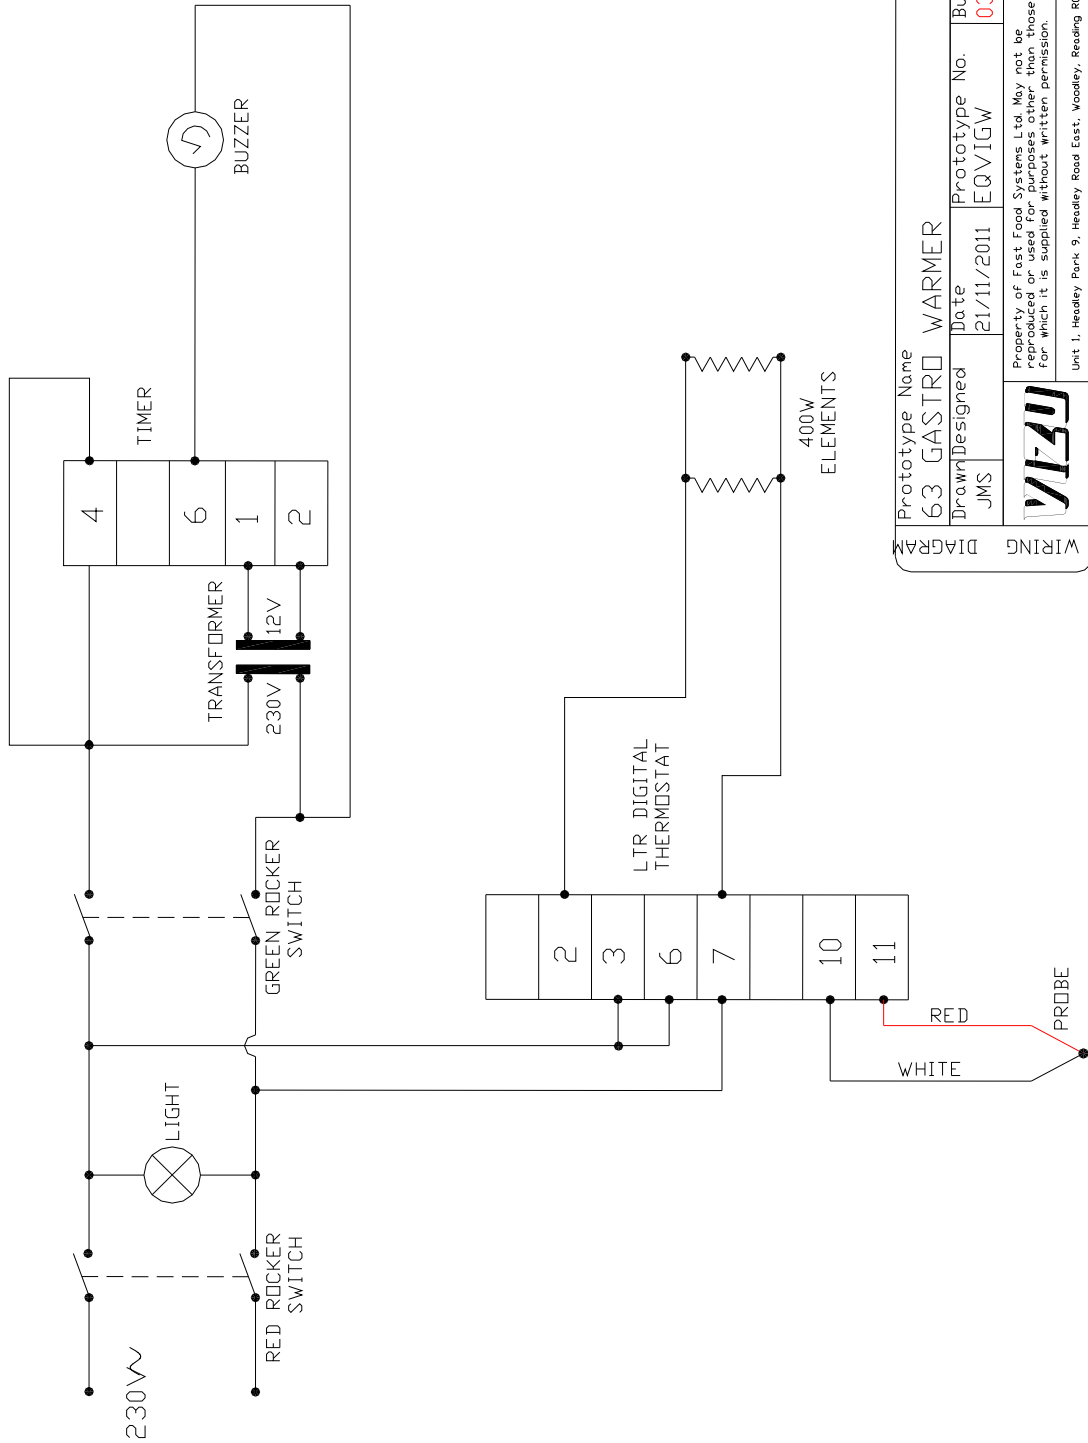 230V
RED ROCKER
SWITCH
LIGHT
GREEN ROCKER
SWITCH
TRANSFORMER
230V
12V
4
6
1
2
TIMER
BUZZER
2
3
6
7
10
11
LTR DIGITAL
THERMOSTAT
400W
ELEMENTS
WHITE
RED
PROBE
WIRING DIAGRAM
Prototype Name
63 GASTRO WARMER
Drawn
JMS
Designed
Date
21/11/2011
Prototype No.
EQVIGW
VIZU
Property of Fast Food Systems Ltd. May not be
reproduced or used for purposes other than those
for which it is supplied without written permission.
Unit 1, Headley Park 9, Headley Road East, Woodley, Reading